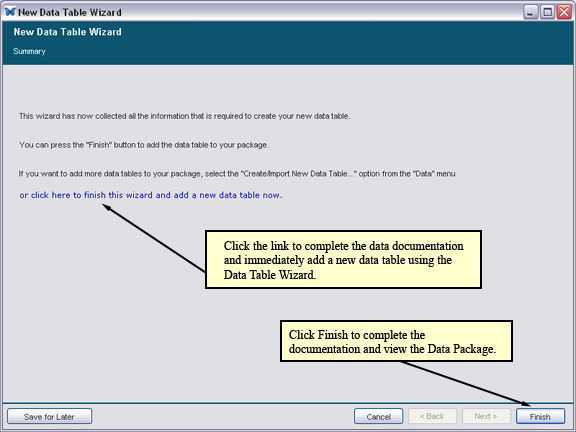 New Data Table Wizard
New Data Table Wizard
Summary
This wizard has now collected all the information that is required to create your new data table.
You can press the "Finish" button to add the data table to your package.
If you want to add more data tables to your package, select the "Create/Import New Data Table..." option from the "Data" menu
or click here to finish this wizard and add a new data table now.
Click the link to complete the data documentation
and immediately add a new data table using the
Data Table Wizard.
Click Finish to complete the
documentation and view the Data Package.
Save for Later
Cancel
< Back
Next >
Finish